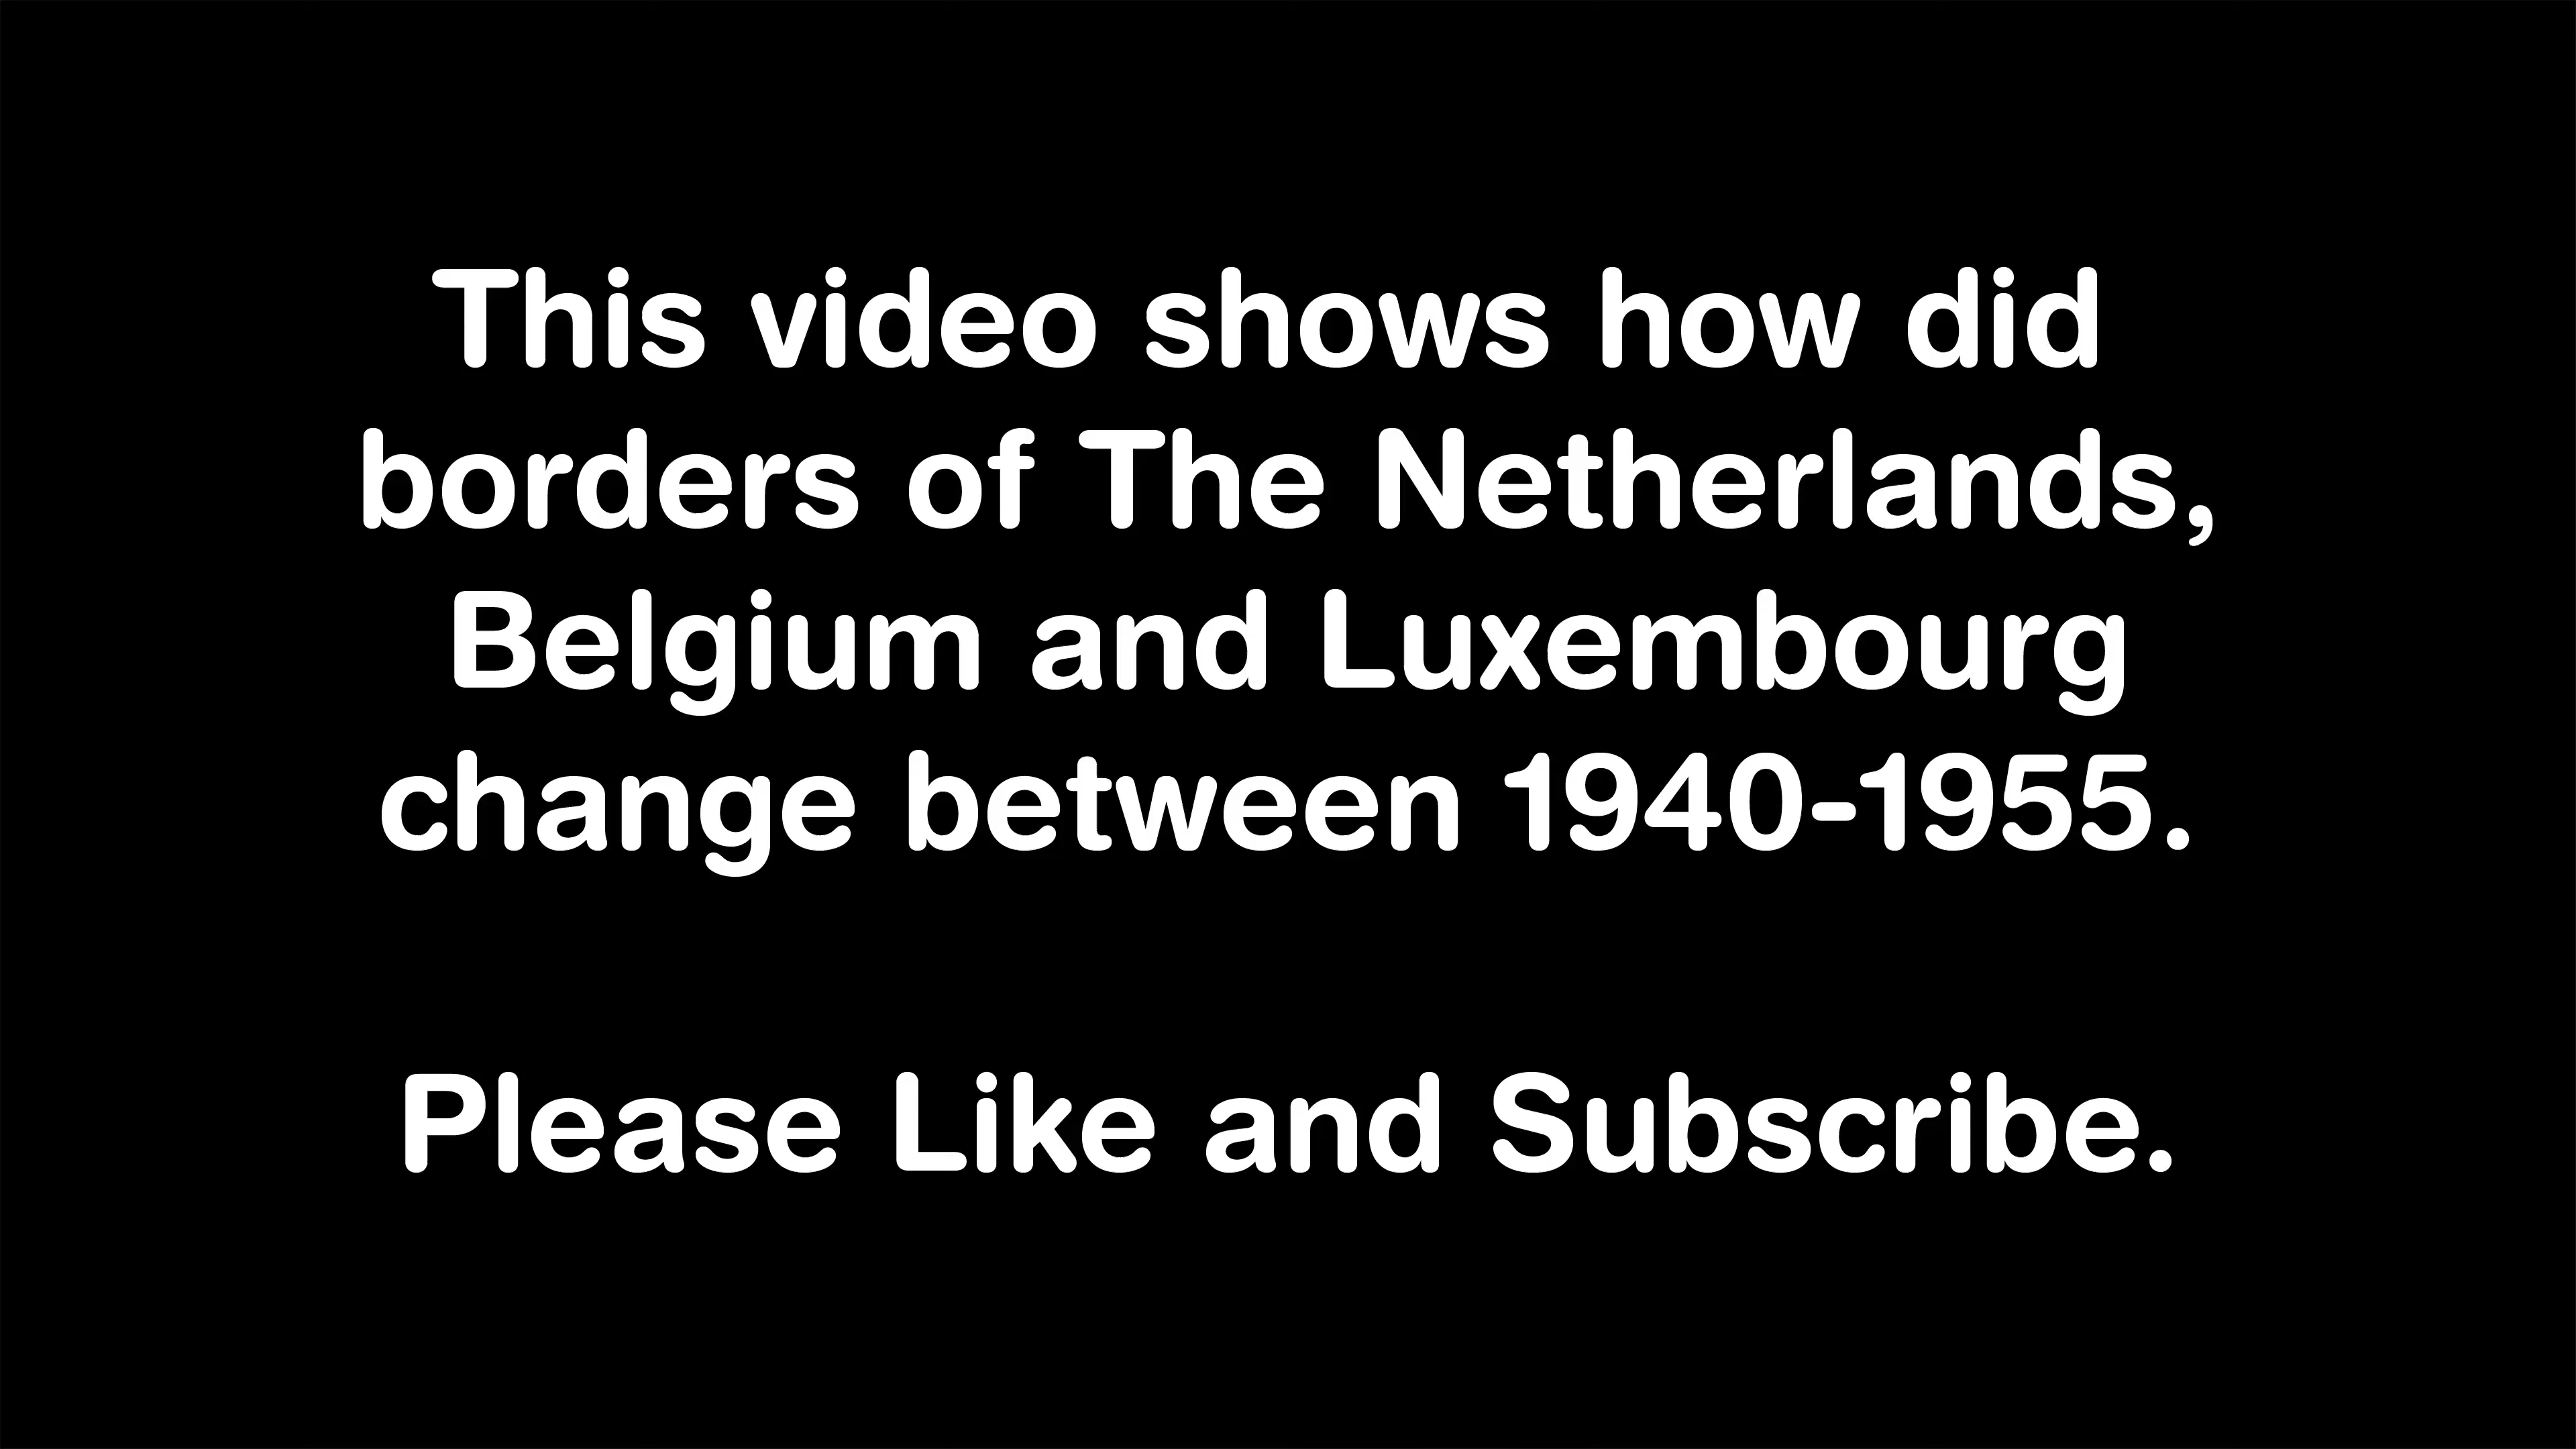 This video shows how did
borders of The Netherlands,
Belgium and Luxembourg
change between 1940-1955.
Please Like and Subscribe.